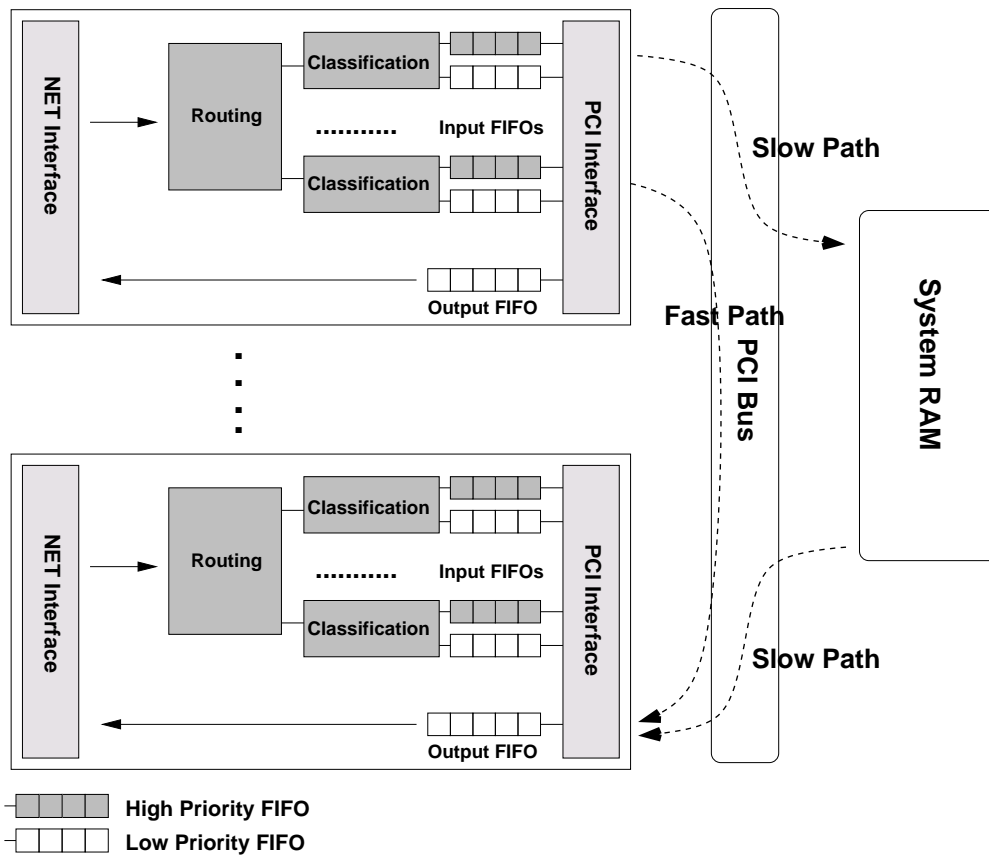 NET Interface
Routing
Classification
...........
Input FIFOs
Classification
Output FIFO
PCI Interface
Slow Path
Fast Path
PCI Bus
System RAM
NET Interface
Routing
Classification
...........
Input FIFOs
Classification
Output FIFO
PCI Interface
Slow Path
High Priority FIFO
Low Priority FIFO